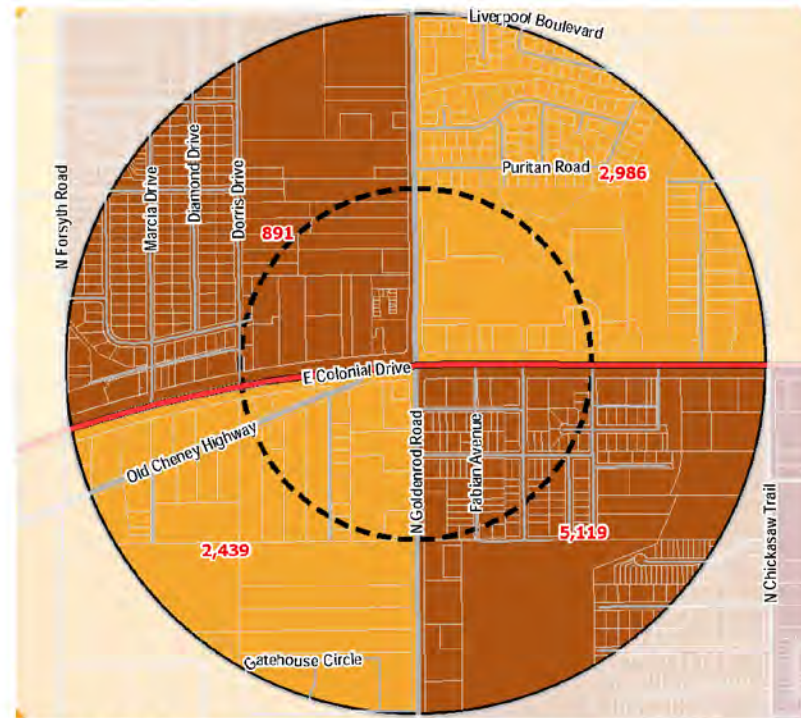 Liverpool Boulevard
Puritan Road
2,986
N Forsyth Road
Marcia Drive
Diamond Drive
Dorris Drive
891
E Colonial Drive
Old Cheney Highway
N Goldenrod Road
Fabian Avenue
5,119
2,439
N Chickasaw Trail
Gatehouse Circle